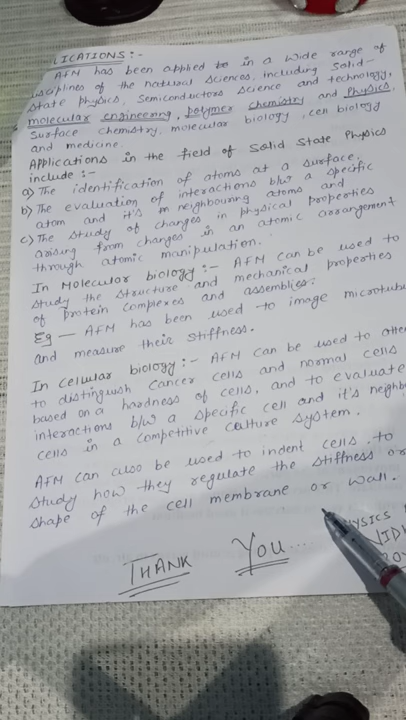 LICATIONS :-
AFM has been applied to in a wide range of
disciplines of the natural sciences, including Solid-
state physics, Semiconductors Science and technology,
molecular engineering, polymer chemistry and Physics,
Surface Chemistry, molecular biology, cell biology
and medicine.
Applications in the field of Solid State Physics
include :-
a) The identification of atoms at a surface.
b) The evaluation of interactions b/w a specific
atom and it's neighbouring atoms and
c) The study of changes in physical properties
arising from changes in an atomic arrangement
through atomic manipulation.
In Molecular biology :- AFM can be used to
study the structure and mechanical properties
of protein complexes and assemblies.
Eg - AFM has been used to image microtubu
and measure their stiffness.
In Cellular biology :- AFM can be used to atte
to distinguish cancer cells and normal cells
based on a hardness of cells, and to evaluate
interactions b/w a specific cell and it's neighb
cells in a competitive culture system.
AFM can also be used to indent cells to
study how they regulate the stiffness or
shape of the cell membrane or wall.
THANK YOU....
YSICS